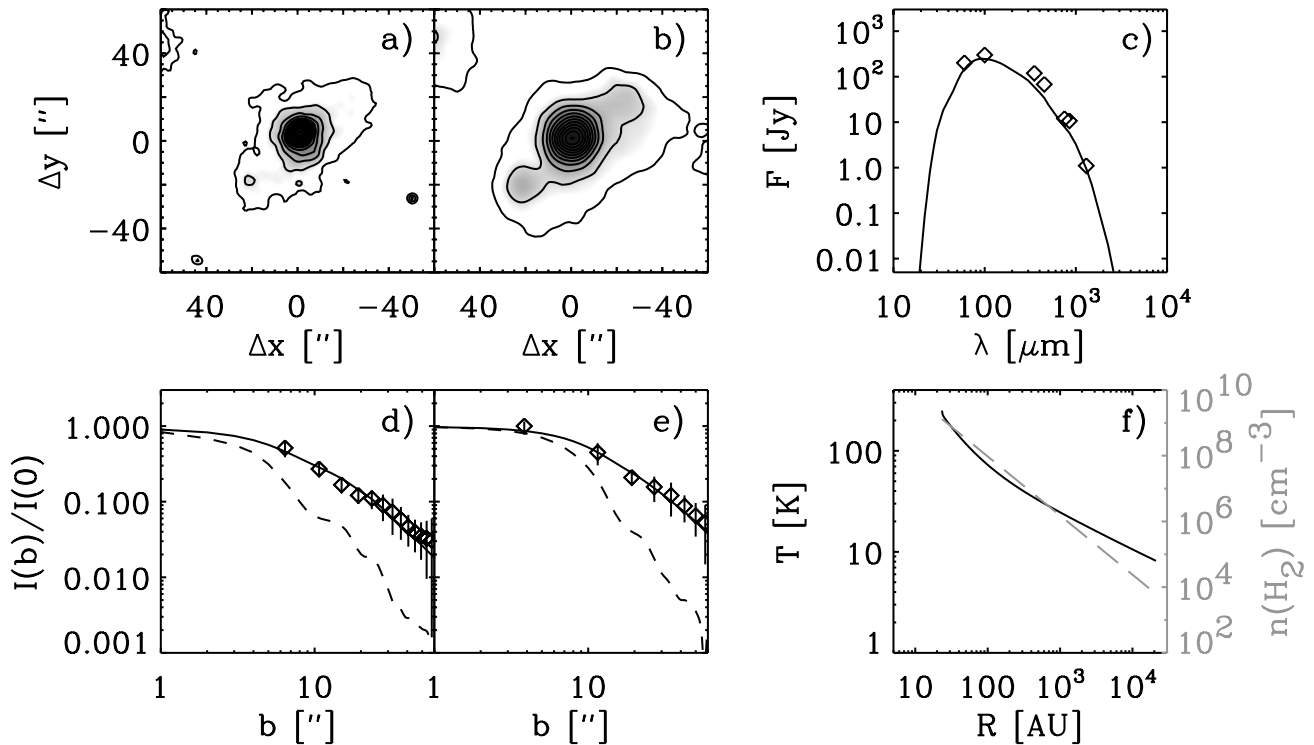 a)
b)
c)
40
0
−40
Δy [″]
40 0 −40
Δx [″]
40 0 −40
Δx [″]
10³
10²
10
1.0
0.1
0.01
F [Jy]
10 100 10³ 10⁴
λ [μm]
d)
e)
f)
1.000
0.100
0.010
0.001
I(b)/I(0)
1 10
b [″]
1 10
b [″]
100
10
1
T [K]
10 100 10³ 10⁴
R [AU]
10¹⁰
10⁸
10⁶
10⁴
10²
n(H₂) [cm⁻³]